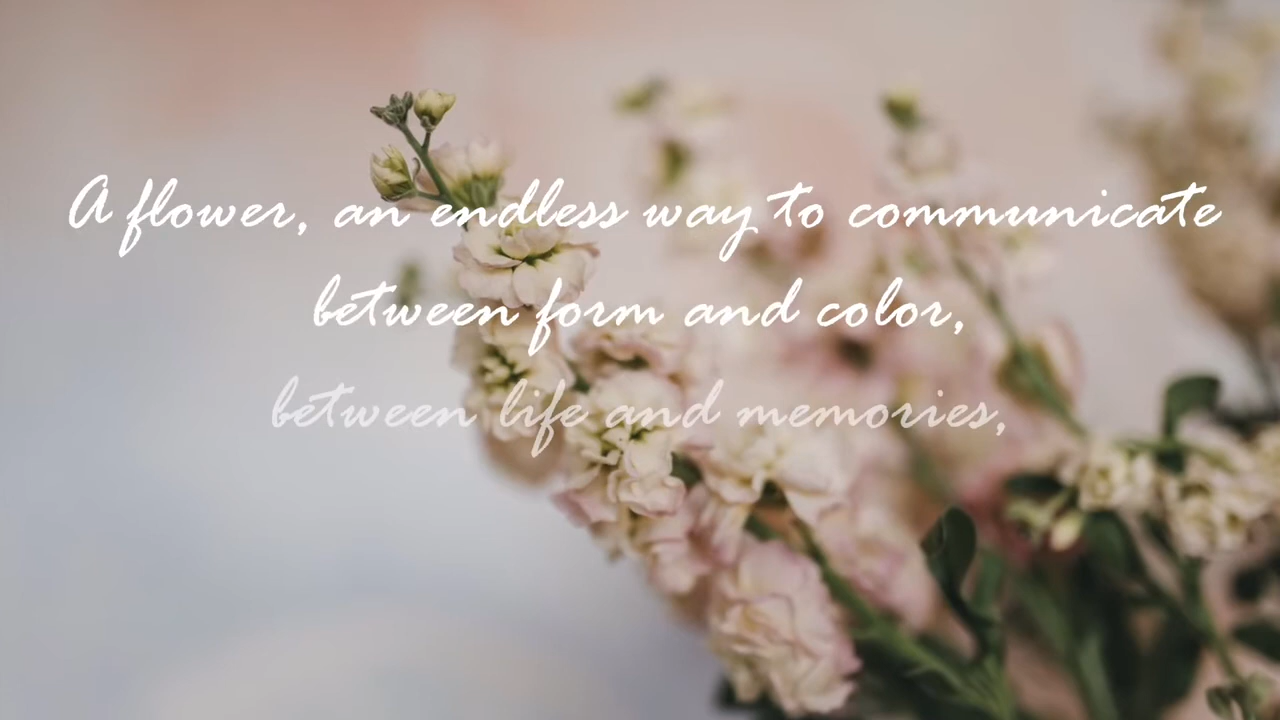 A flower, an endless way to communicate
between form and color,
between life and memories,